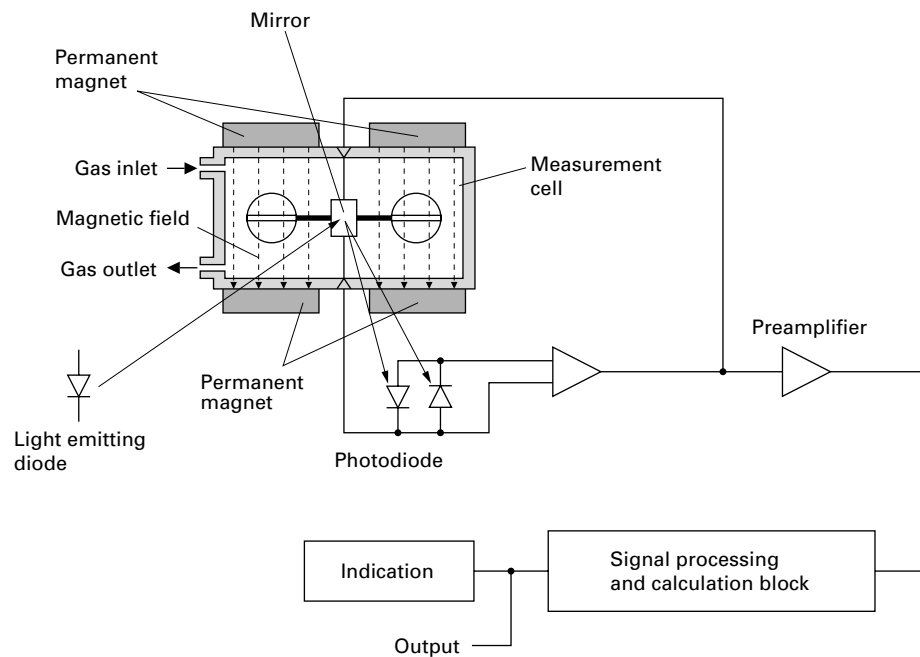 Mirror
Permanent
magnet
Gas inlet
Measurement
cell
Magnetic field
Gas outlet
Preamplifier
Permanent
magnet
Light emitting
diode
Photodiode
Indication
Signal processing
and calculation block
Output